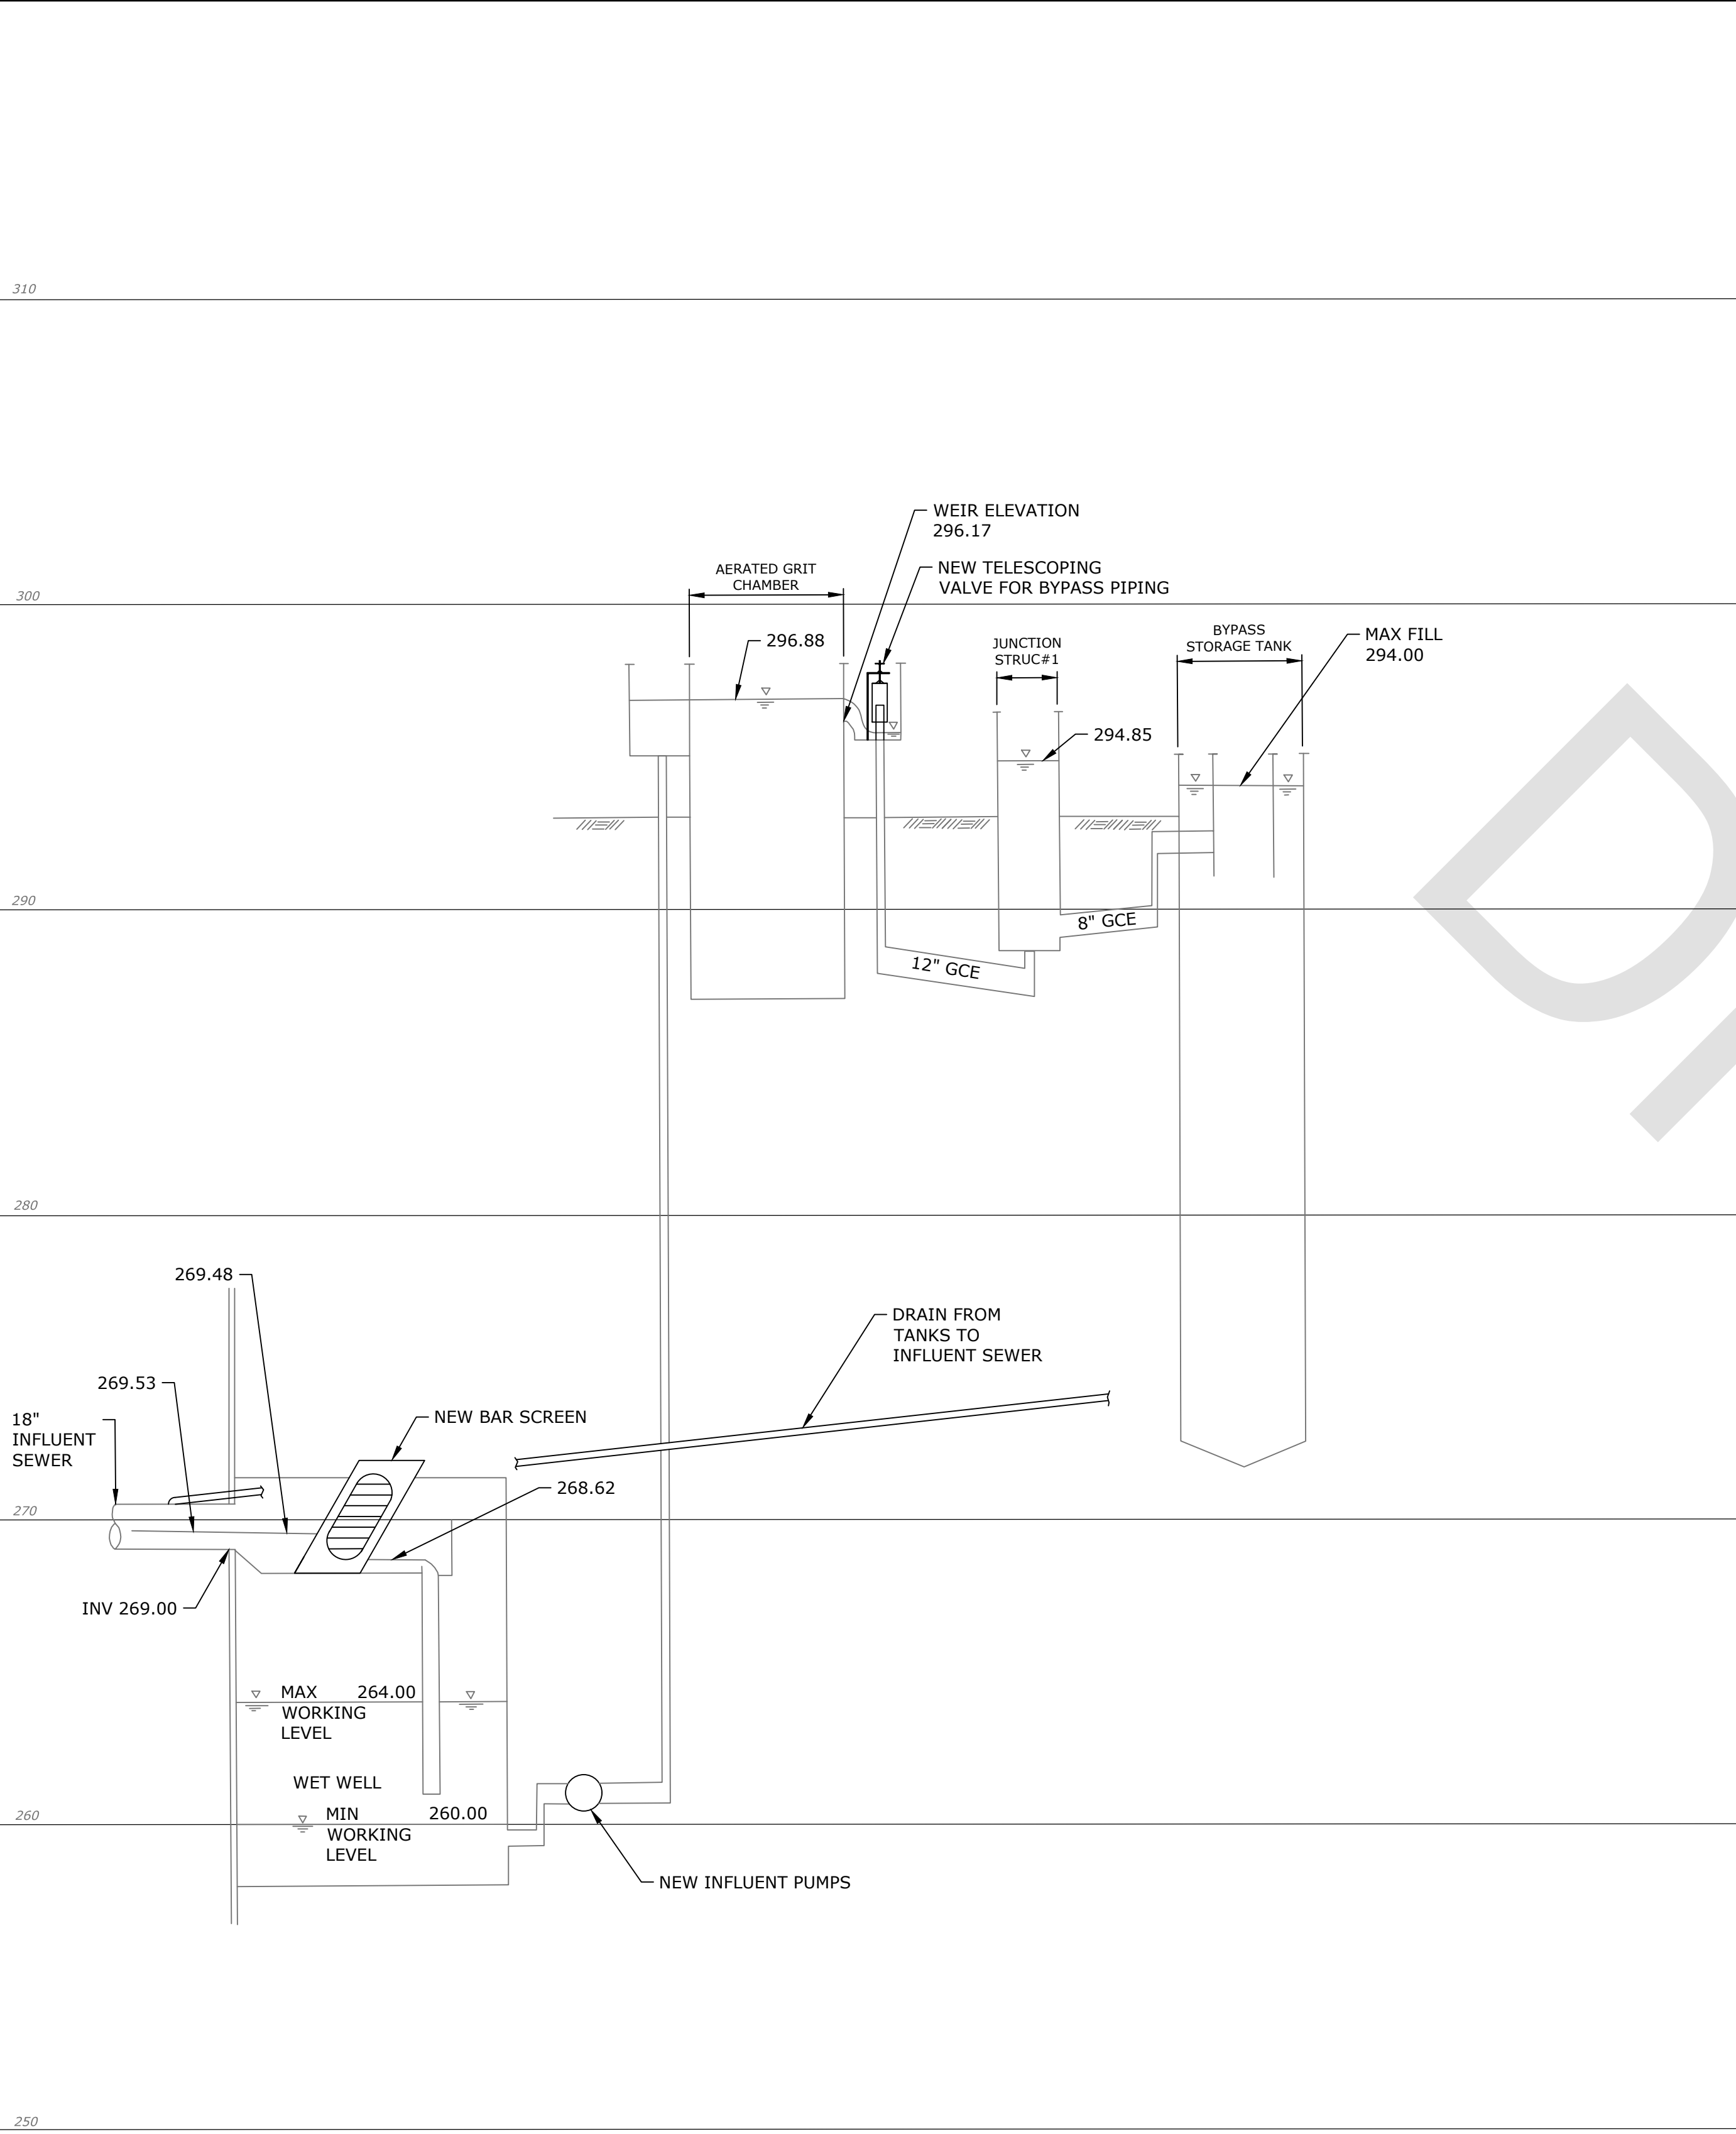 310
WEIR ELEVATION
296.17
AERATED GRIT
CHAMBER
NEW TELESCOPING
VALVE FOR BYPASS PIPING
300
296.88
JUNCTION
STRUC#1
BYPASS
STORAGE TANK
MAX FILL
294.00
294.85
290
8" GCE
12" GCE
280
269.48
DRAIN FROM
TANKS TO
INFLUENT SEWER
269.53
18"
INFLUENT
SEWER
NEW BAR SCREEN
268.62
270
INV 269.00
MAX 264.00
WORKING
LEVEL
WET WELL
MIN 260.00
WORKING
LEVEL
260
NEW INFLUENT PUMPS
250